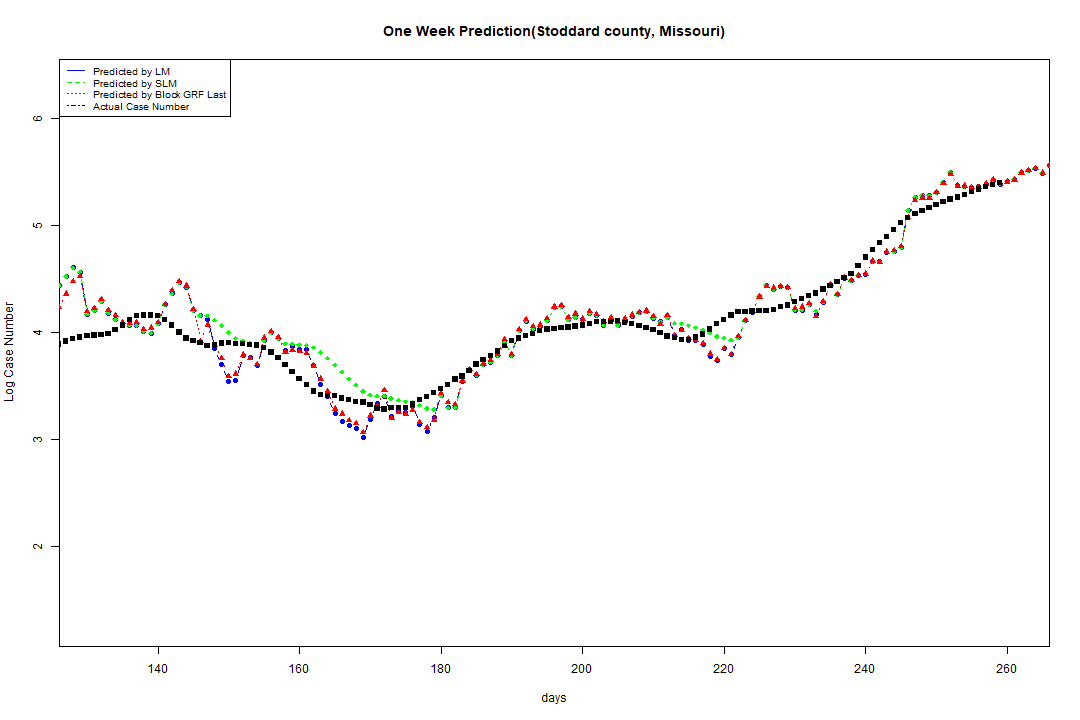 One Week Prediction(Stoddard county, Missouri)
Predicted by LM
Predicted by SLM
Predicted by Block GRF Last
Actual Case Number
6
5
4
3
2
Log Case Number
140 160 180 200 220 240 260
days